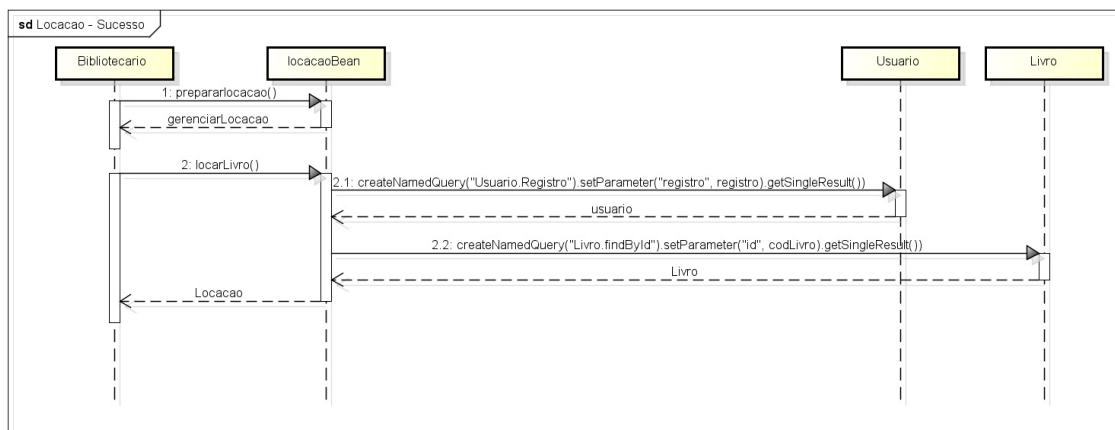 sd Locacao - Sucesso
Bibliotecario
locacaoBean
Usuario
Livro
1: prepararlocacao()
gerenciarLocacao
2: locarLivro()
2.1: createNamedQuery("Usuario.Registro").setParameter("registro", registro).getSingleResult())
usuario
2.2: createNamedQuery("Livro.findById").setParameter("id", codLivro).getSingleResult())
Livro
Locacao